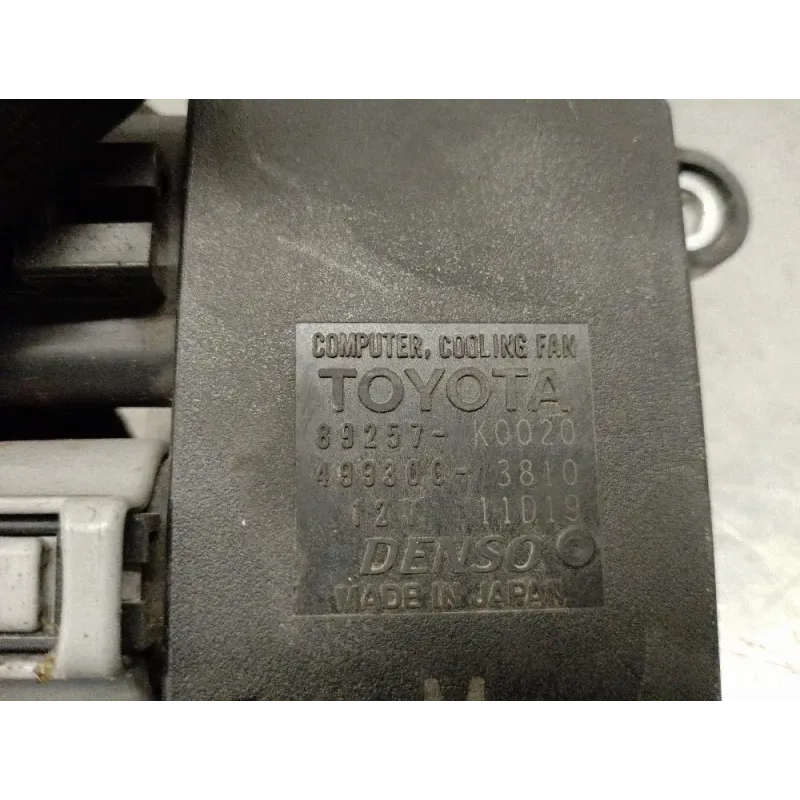 COMPUTER, COOLING FAN
TOYOTA
89257- K0020
499300- 3810
12V 11D19
DENSO
MADE IN JAPAN